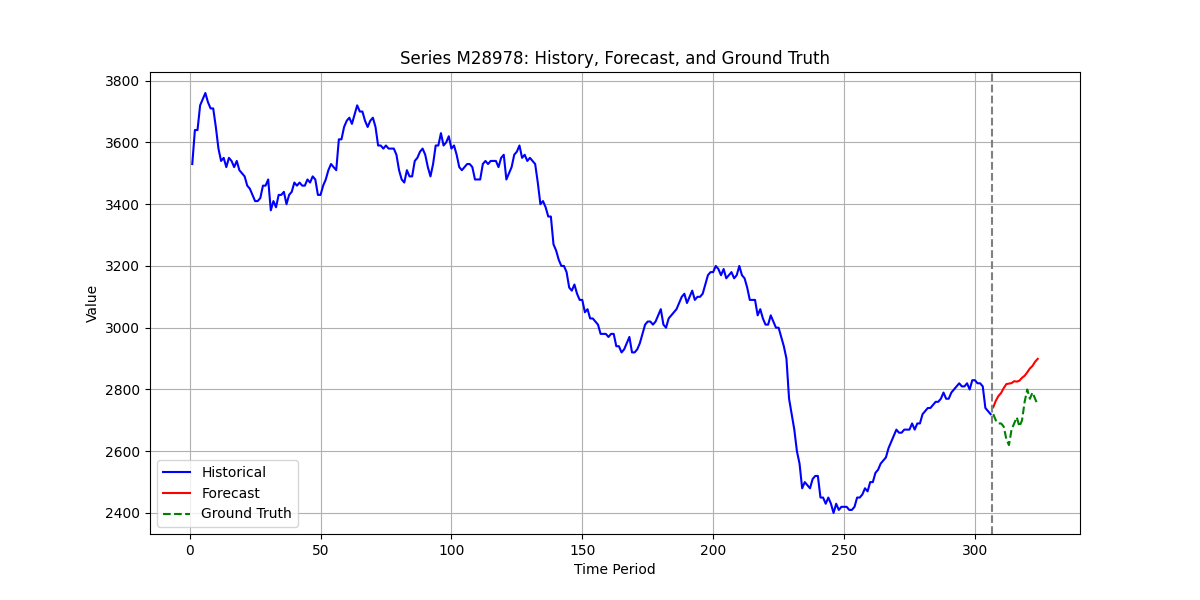 Series M28978: History, Forecast, and Ground Truth
3800
3600
3400
3200
3000
2800
2600
2400
Value
Historical
Forecast
Ground Truth
0
50
100
150
200
250
300
Time Period